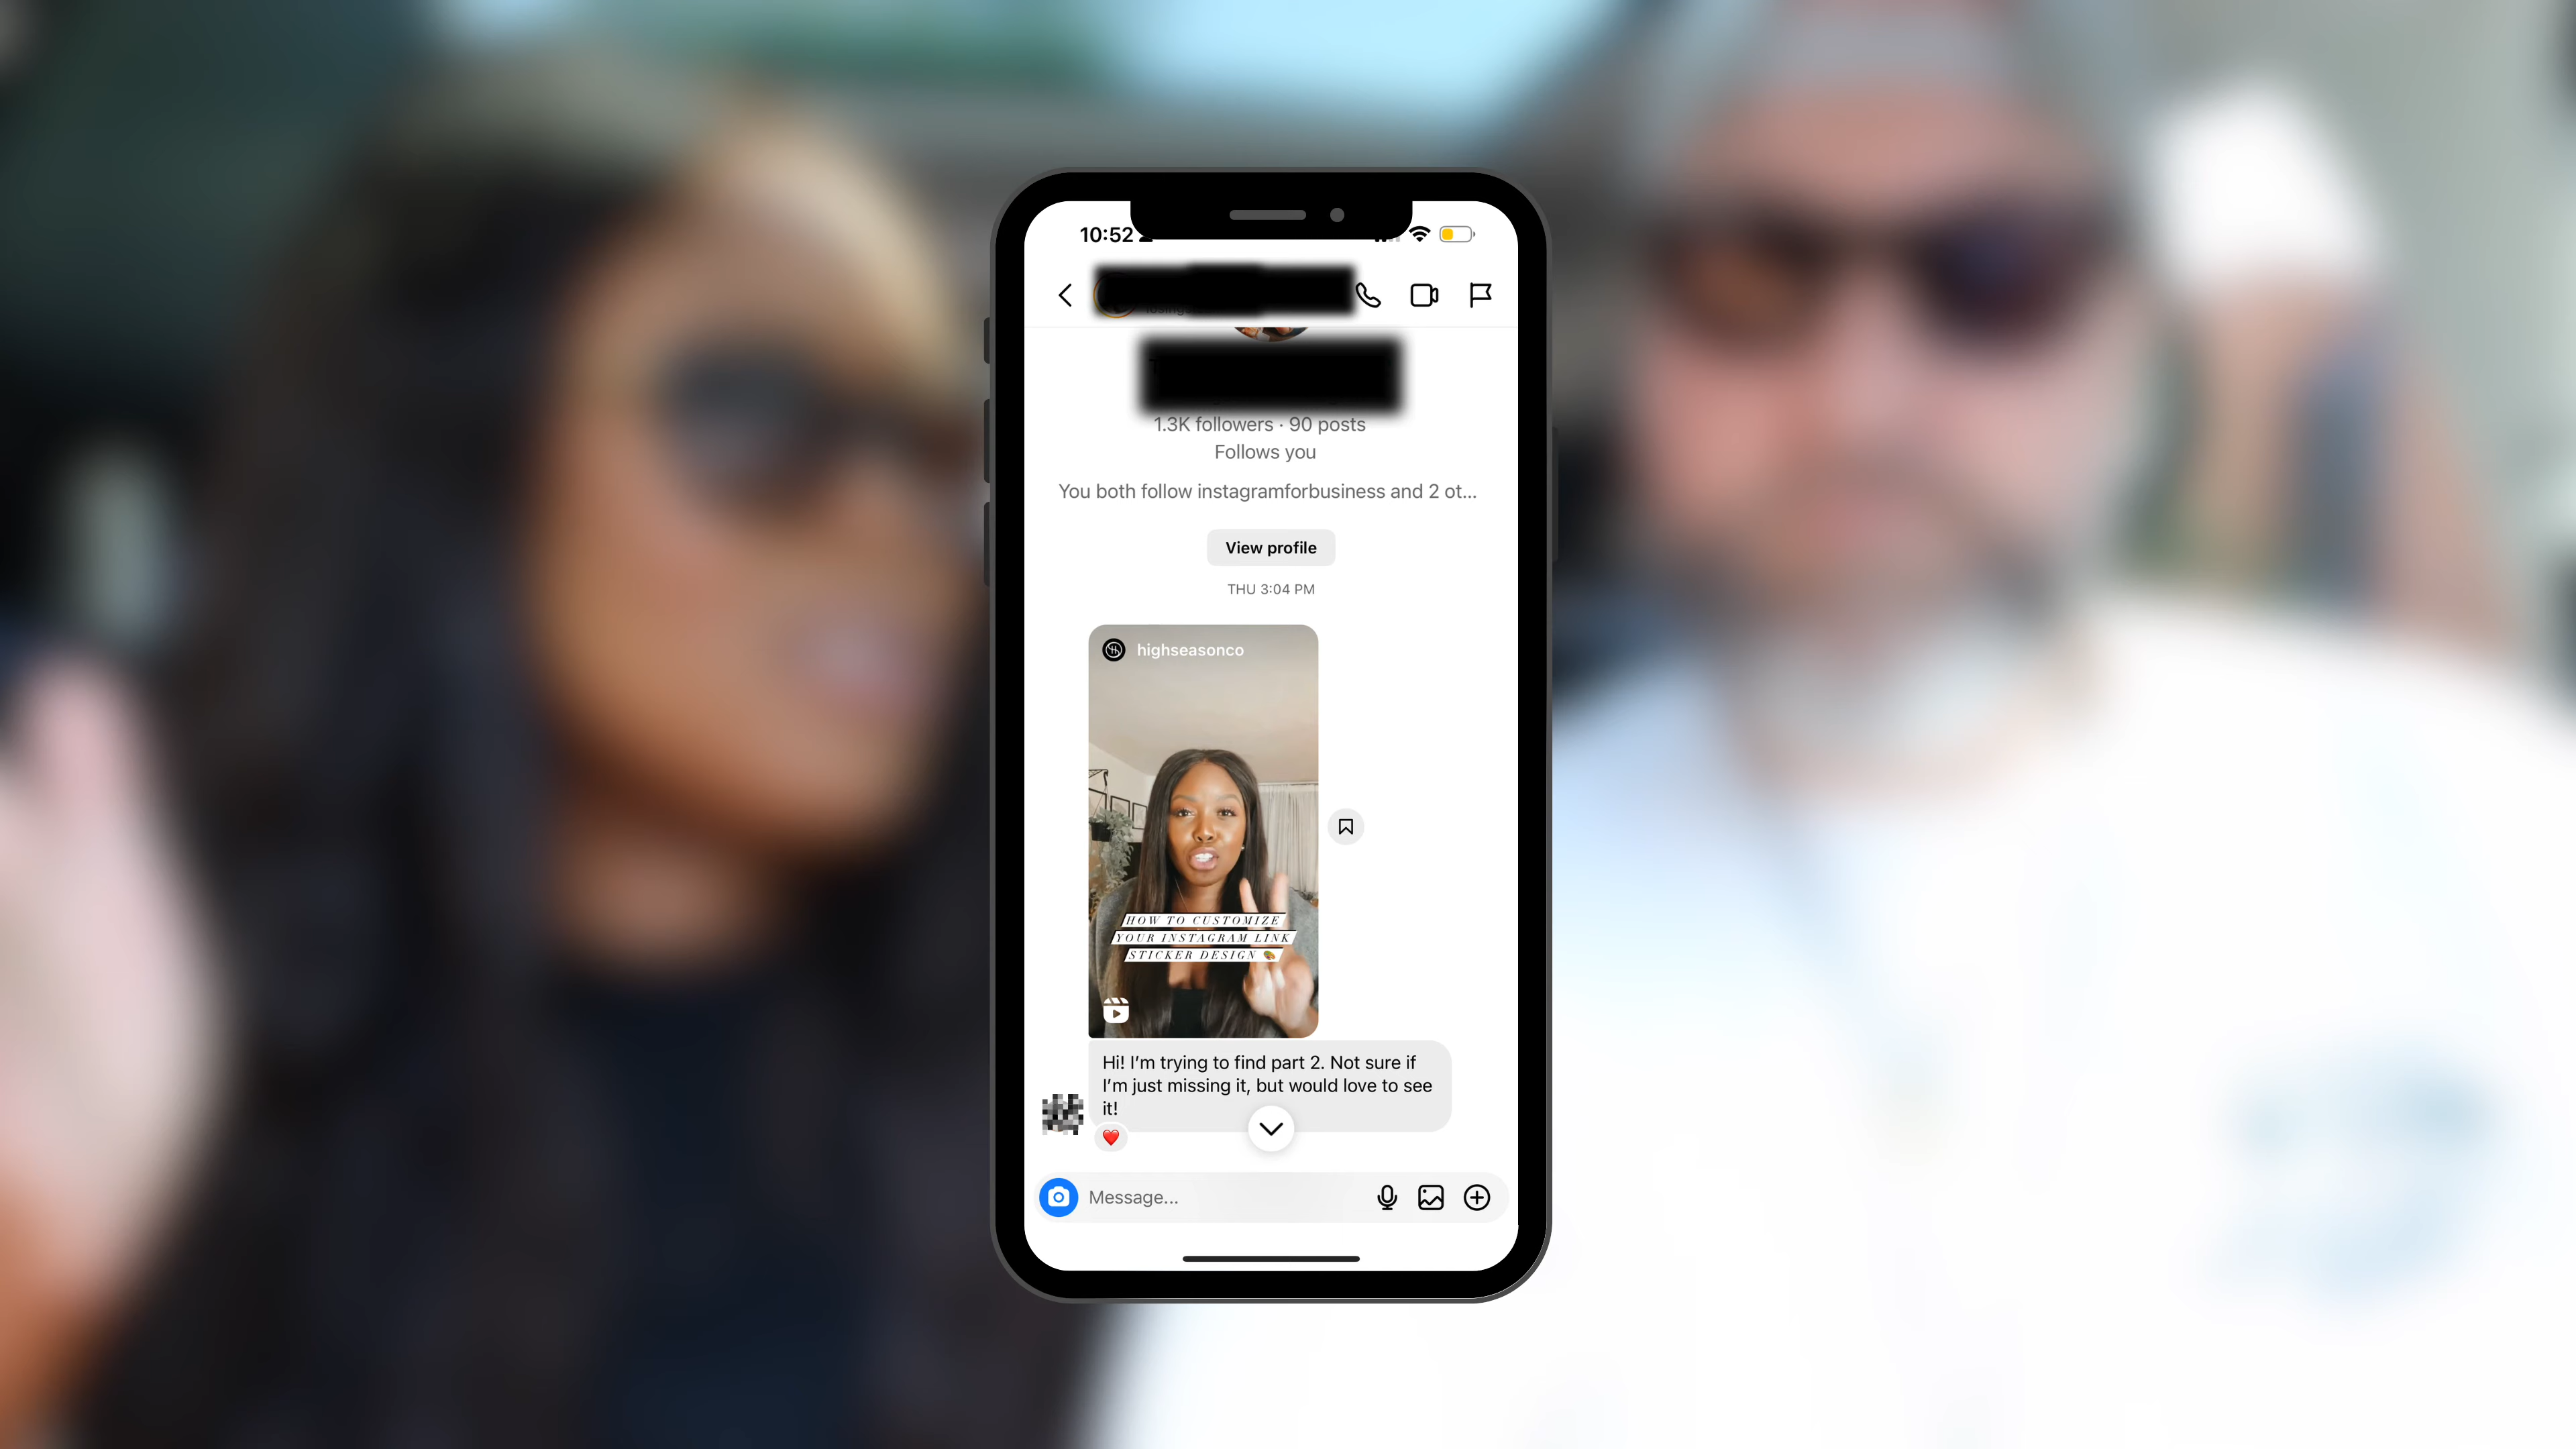 10:52
1.3K followers · 90 posts
Follows you
You both follow instagramforbusiness and 2 ot...
View profile
THU 3:04 PM
highseasonco
HOW TO CUSTOMIZE
YOUR INSTAGRAM LINK
STICKER DESIGN 🎨
Hi! I’m trying to find part 2. Not sure if
I’m just missing it, but would love to see
it!
Message...